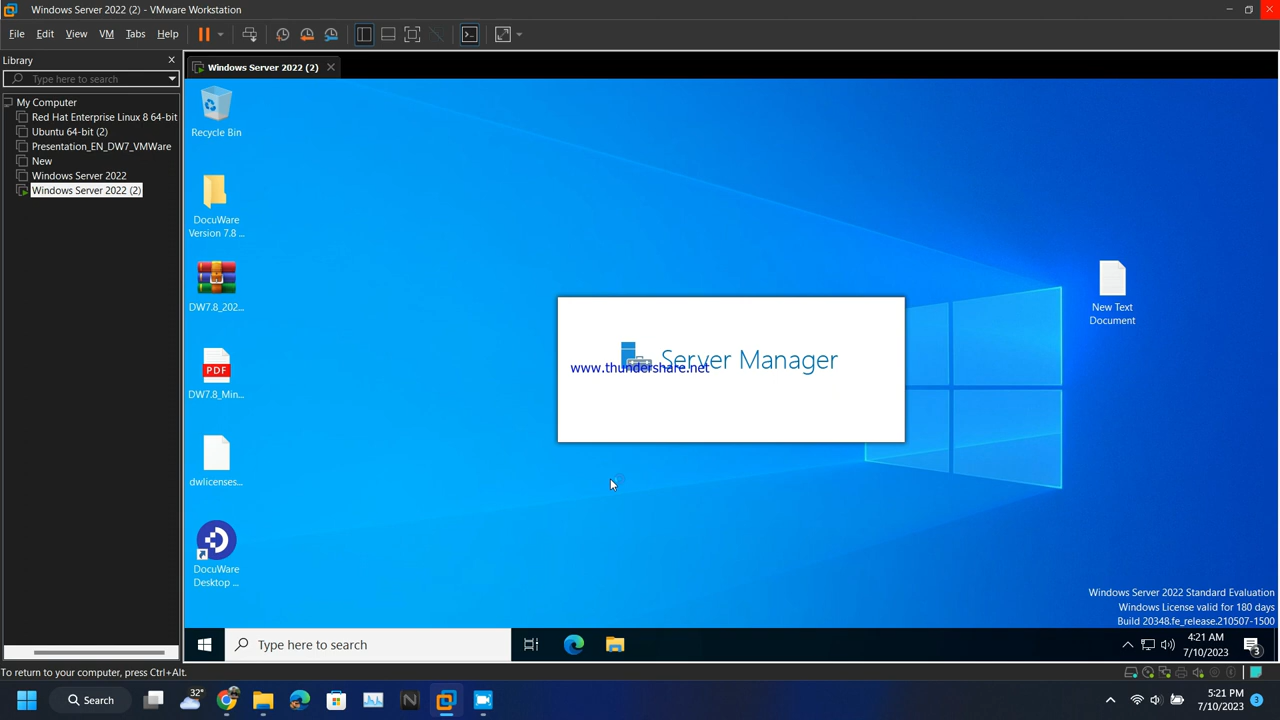 Windows Server 2022 (2) - VMware Workstation
File Edit View VM Tabs Help
Library
Type here to search
My Computer
Red Hat Enterprise Linux 8 64-bit
Ubuntu 64-bit (2)
Presentation_EN_DW7_VMWare
New
Windows Server 2022
Windows Server 2022 (2)
Windows Server 2022 (2)
Recycle Bin
DocuWare
Version 7.8 ...
DW7.8_202...
PDF
DW7.8_Min...
dwlicenses...
DocuWare
Desktop ...
New Text
Document
Server Manager
www.thundershare.net
Windows Server 2022 Standard Evaluation
Windows License valid for 180 days
Build 20348.fe_release.210507-1500
Type here to search
4:21 AM
7/10/2023
3
To return to your computer, press Ctrl+Alt.
Search
32°
5:21 PM
7/10/2023
3